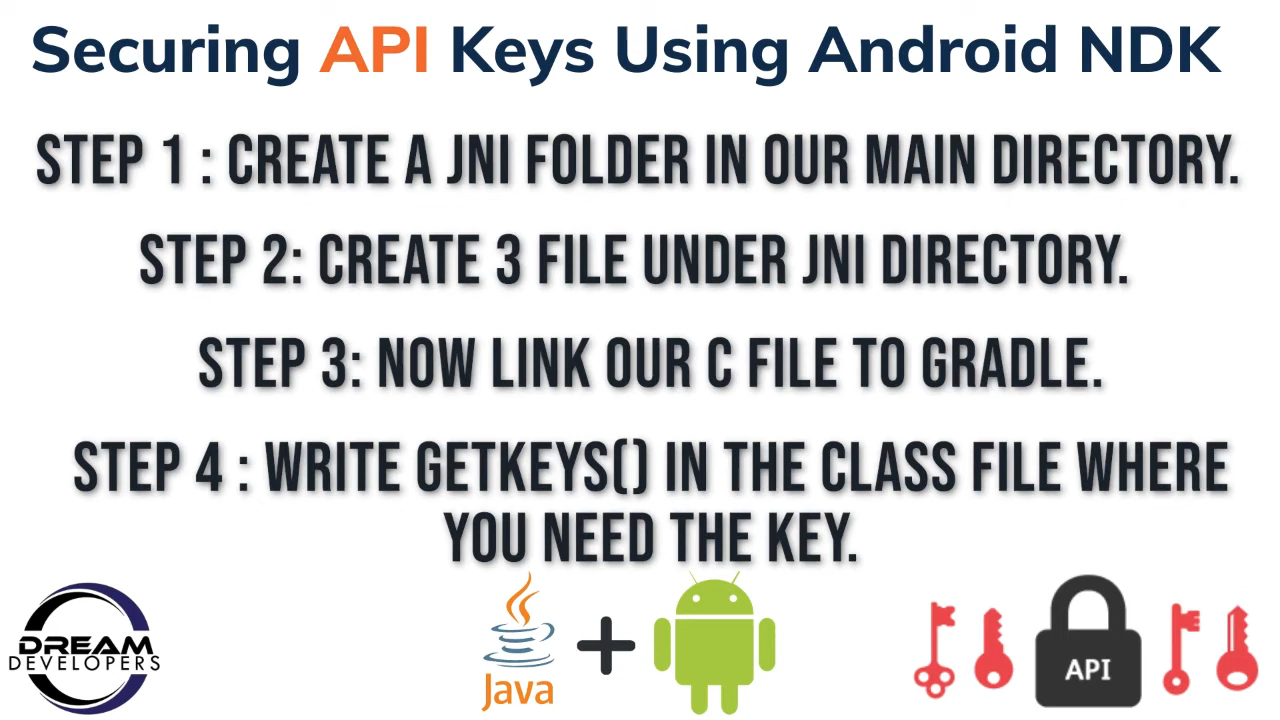 Securing API Keys Using Android NDK
STEP 1 : CREATE A JNI FOLDER IN OUR MAIN DIRECTORY.
STEP 2: CREATE 3 FILE UNDER JNI DIRECTORY.
STEP 3: NOW LINK OUR C FILE TO GRADLE.
STEP 4 : WRITE GETKEYS() IN THE CLASS FILE WHERE
YOU NEED THE KEY.
DREAM
DEVELOPERS
Java
API